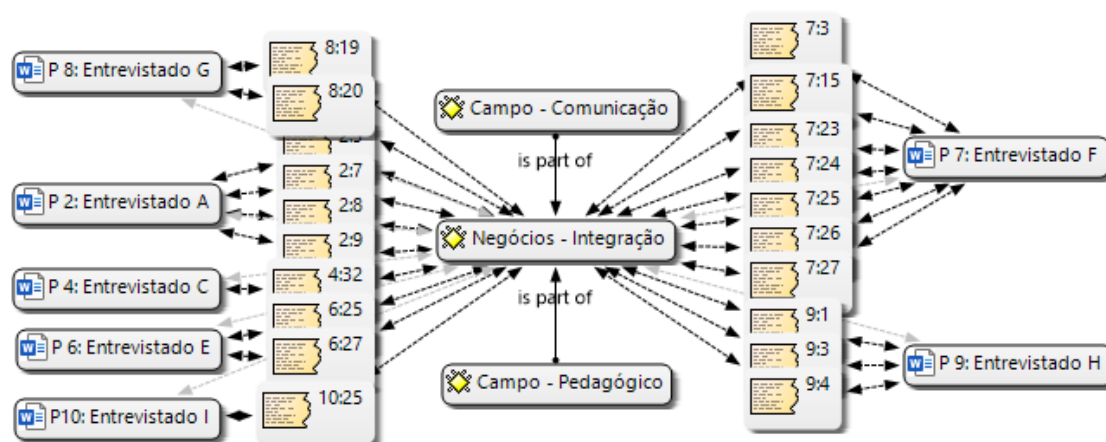 P 8: Entrevistado G
P 2: Entrevistado A
P 4: Entrevistado C
P 6: Entrevistado E
P10: Entrevistado I
8:19
8:20
2:7
2:8
2:9
4:32
6:25
6:27
10:25
Campo - Comunicação
is part of
Negócios - Integração
is part of
Campo - Pedagógico
7:3
7:15
7:23
7:24
7:25
7:26
7:27
9:1
9:3
9:4
P 7: Entrevistado F
P 9: Entrevistado H